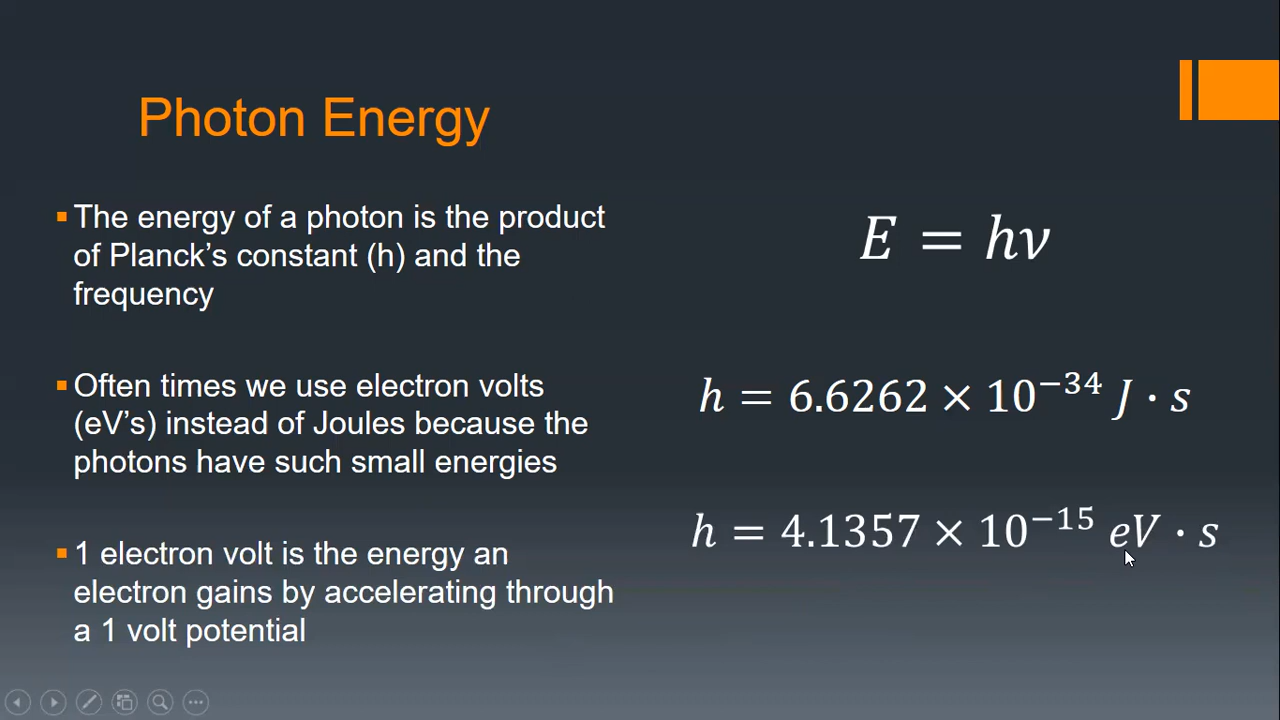 Photon Energy
The energy of a photon is the product
of Planck’s constant (h) and the
frequency
Often times we use electron volts
(eV’s) instead of Joules because the
photons have such small energies
1 electron volt is the energy an
electron gains by accelerating through
a 1 volt potential
E = hν
h = 6.6262 × 10⁻³⁴ J · s
h = 4.1357 × 10⁻¹⁵ eV · s